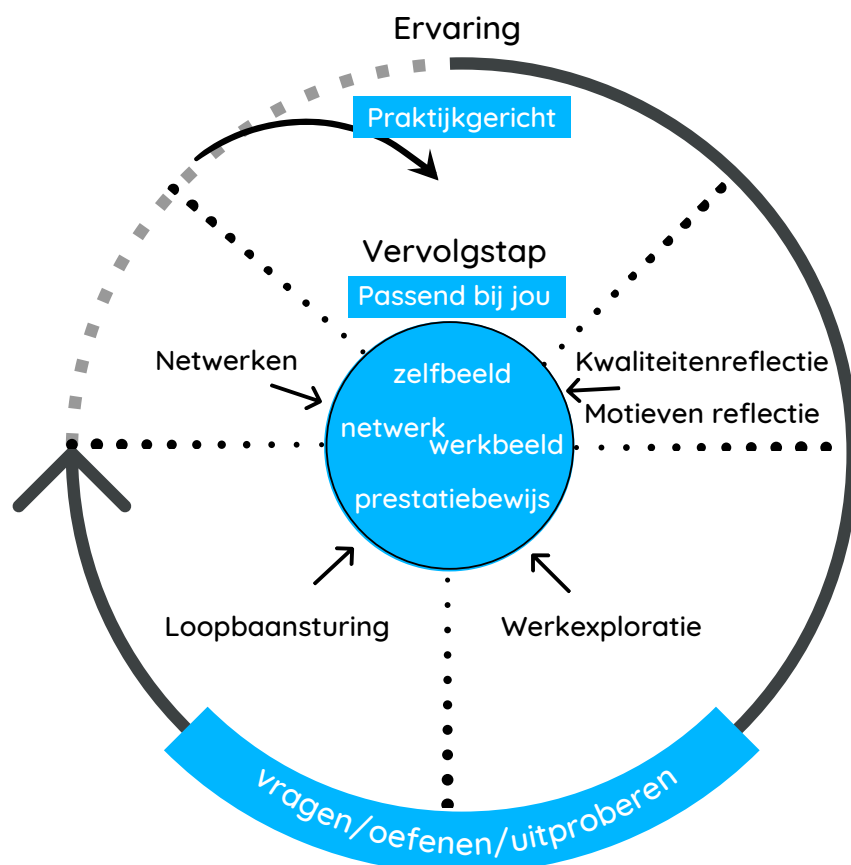 Ervaring
Praktijkgericht
Vervolgstap
Passend bij jou
Netwerken
Kwaliteitenreflectie
zelfbeeld
Motieven reflectie
netwerk
werkbeeld
prestatiebewijs
Loopbaansturing
Werkexploratie
vragen/oefenen/uitproberen